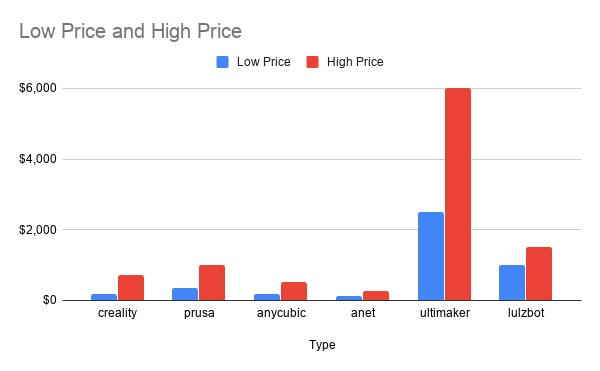 Low Price and High Price
Low Price High Price
$6,000
$4,000
$2,000
$0
creality prusa anycubic anet ultimaker lulzbot
Type